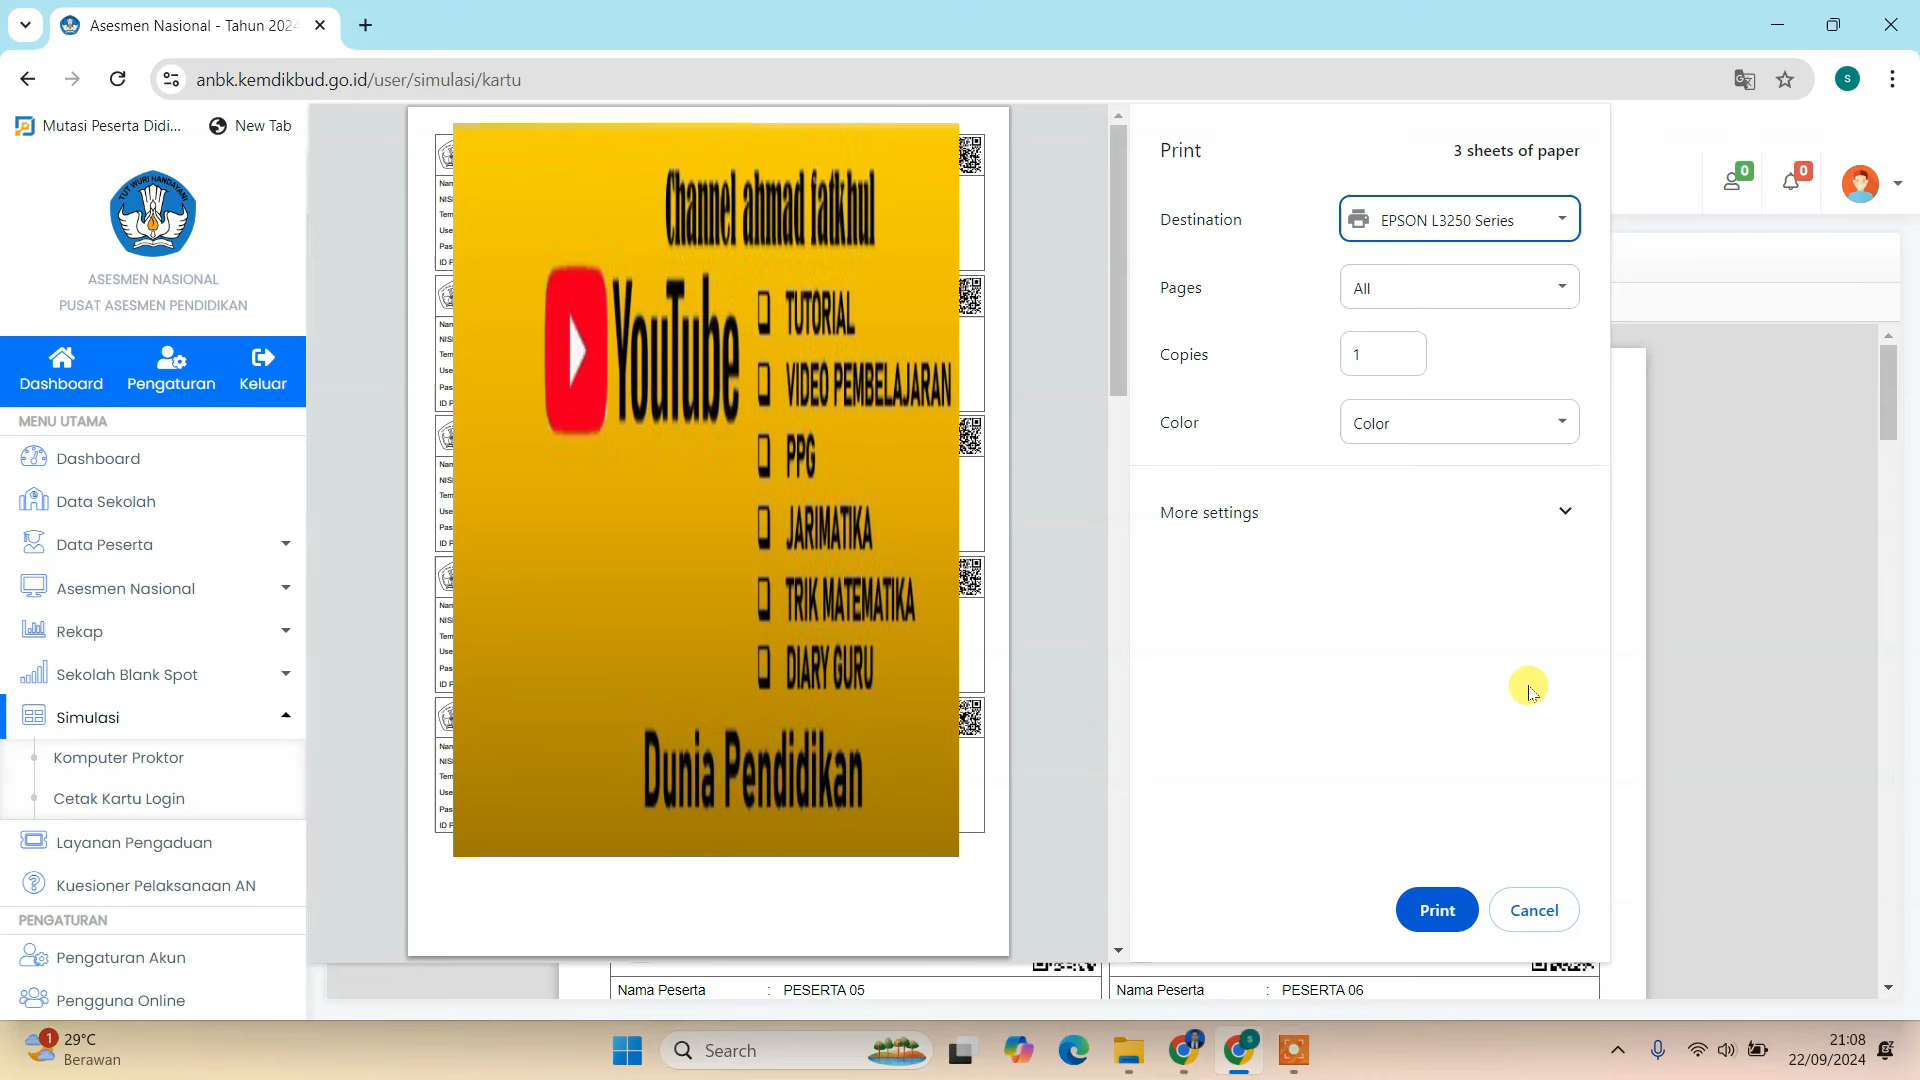 Asesmen Nasional - Tahun 2024
anbk.kemdikbud.go.id/user/simulasi/kartu
Mutasi Peserta Didi...
New Tab
TUT WURI HANDAYANI
ASESMEN NASIONAL
PUSAT ASESMEN PENDIDIKAN
Dashboard
Pengaturan
Keluar
MENU UTAMA
Dashboard
Data Sekolah
Data Peserta
Asesmen Nasional
Rekap
Sekolah Blank Spot
Simulasi
Komputer Proktor
Cetak Kartu Login
Layanan Pengaduan
Kuesioner Pelaksanaan AN
PENGATURAN
Pengaturan Akun
Pengguna Online
Channel ahmad fatkhul
YouTube
TUTORIAL
VIDEO PEMBELAJARAN
PPG
JARIMATIKA
TRIK MATEMATIKA
DIARY GURU
Dunia Pendidikan
Print
3 sheets of paper
Destination
EPSON L3250 Series
Pages
All
Copies
1
Color
Color
More settings
Print
Cancel
0
0
S
Nama Peserta : PESERTA 05
Nama Peserta : PESERTA 06
1
29°C
Berawan
Search
21:08
22/09/2024